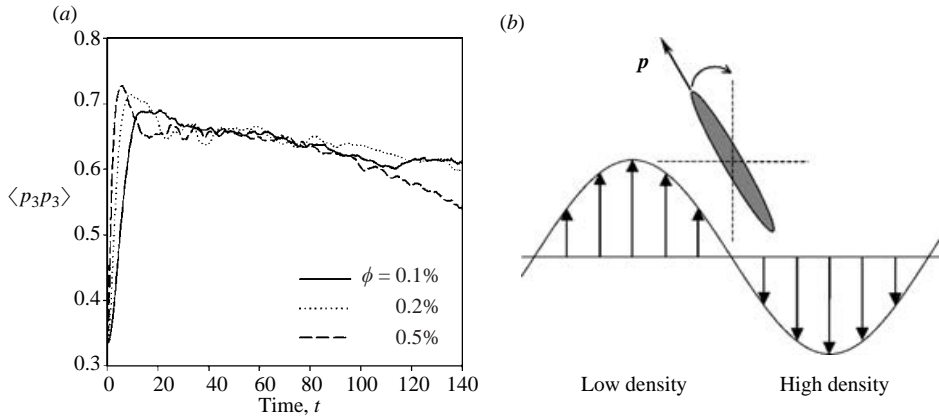 (a)
0.8
0.7
0.6
0.5
0.4
0.3
⟨p₃p₃⟩
ϕ = 0.1%
0.2%
0.5%
0 20 40 60 80 100 120 140
Time, t
(b)
p
Low density High density